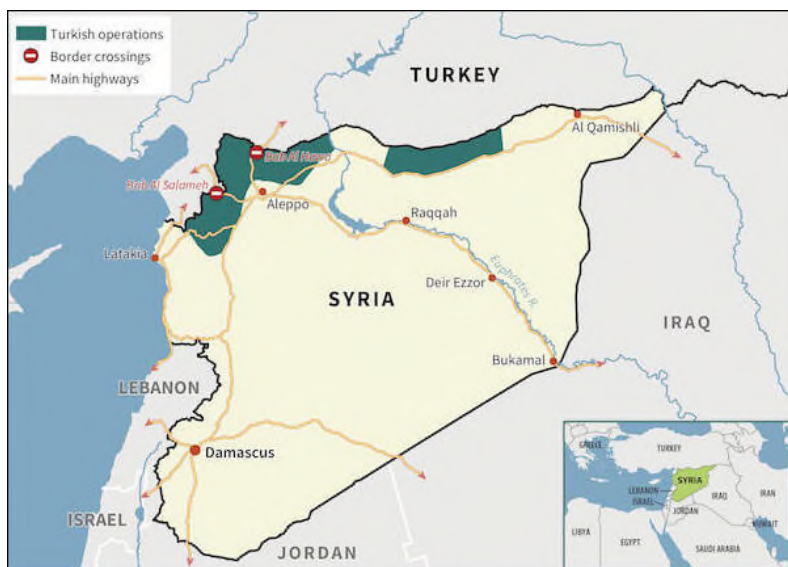 Turkish operations
Border crossings
Main highways
TURKEY
Al Qamishli
Bab Al Hawa
Bab Al Salameh
Aleppo
Raqqah
Latakia
Euphrates R.
Deir Ezzor
SYRIA
IRAQ
Bukamal
LEBANON
Damascus
ISRAEL
JORDAN
GREECE
TURKEY
SYRIA
LEBANON
ISRAEL
IRAQ
IRAN
JORDAN
KUWAIT
LIBYA
EGYPT
SAUDI ARABIA